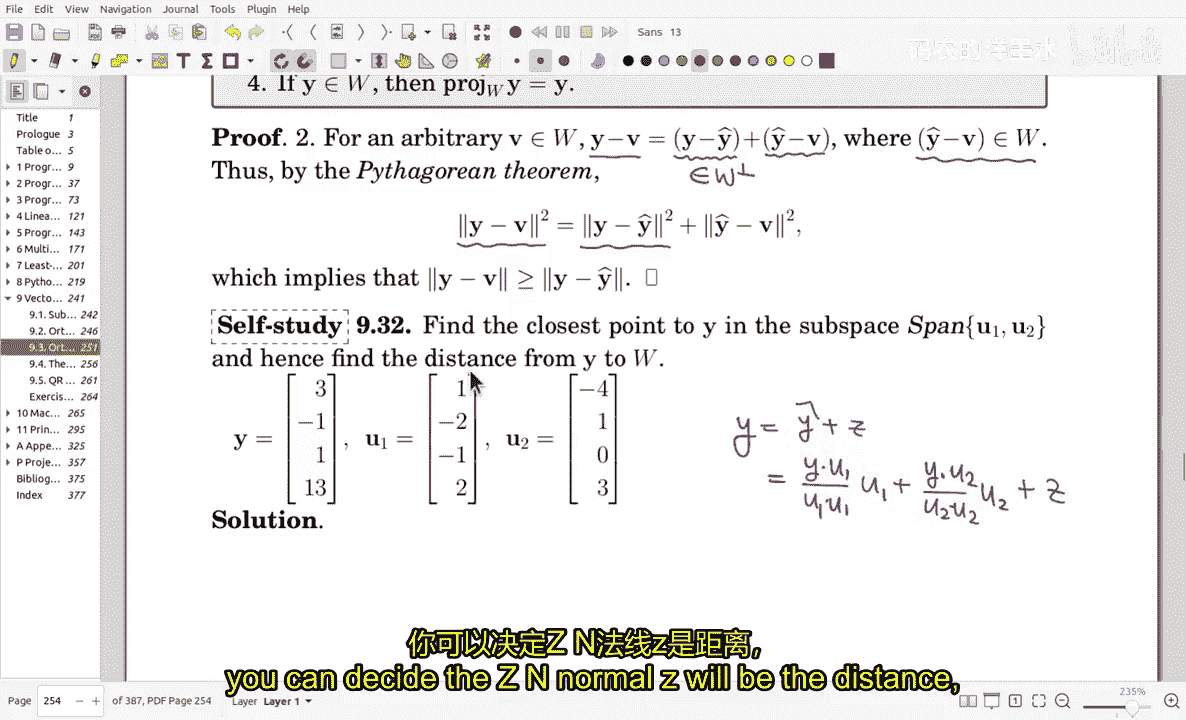 File Edit View Navigation Journal Tools Plugin Help
Sans 13
Title 1
Prologue 3
Table o... 5
1 Progr... 9
2 Progr... 37
3 Progr... 73
4 Linea... 121
5 Progr... 143
6 Multi... 171
7 Least-... 201
8 Pytho... 219
9 Vecto... 241
9.1. Sub... 242
9.2. Ort... 246
9.3. Ort... 251
9.4. The... 256
9.5. QR ... 261
Exercis... 264
10 Mac... 265
11 Prin... 295
A Appe... 325
P Proje... 357
Bibliog... 375
Index 377
4. If y ∈ W, then proj_W y = y.
Proof. 2. For an arbitrary v ∈ W, y−v = (y−ŷ)+(ŷ−v), where (ŷ−v) ∈ W.
∈W⊥
Thus, by the Pythagorean theorem,
‖y − v‖² = ‖y − ŷ‖² + ‖ŷ − v‖²,
which implies that ‖y − v‖ ≥ ‖y − ŷ‖. □
Self-study 9.32. Find the closest point to y in the subspace Span{u₁, u₂}
and hence find the distance from y to W.
y = [3 −1 1 13], u₁ = [1 −2 −1 2], u₂ = [−4 1 0 3]
y = ŷ + z
= y·u₁/u₁u₁ u₁ + y·u₂/u₂u₂ u₂ + z
Solution.
你可以决定Z N法线z是距离，
you can decide the Z N normal z will be the distance,
Page 254 of 387, PDF Page 254 Layer Layer 1
235%